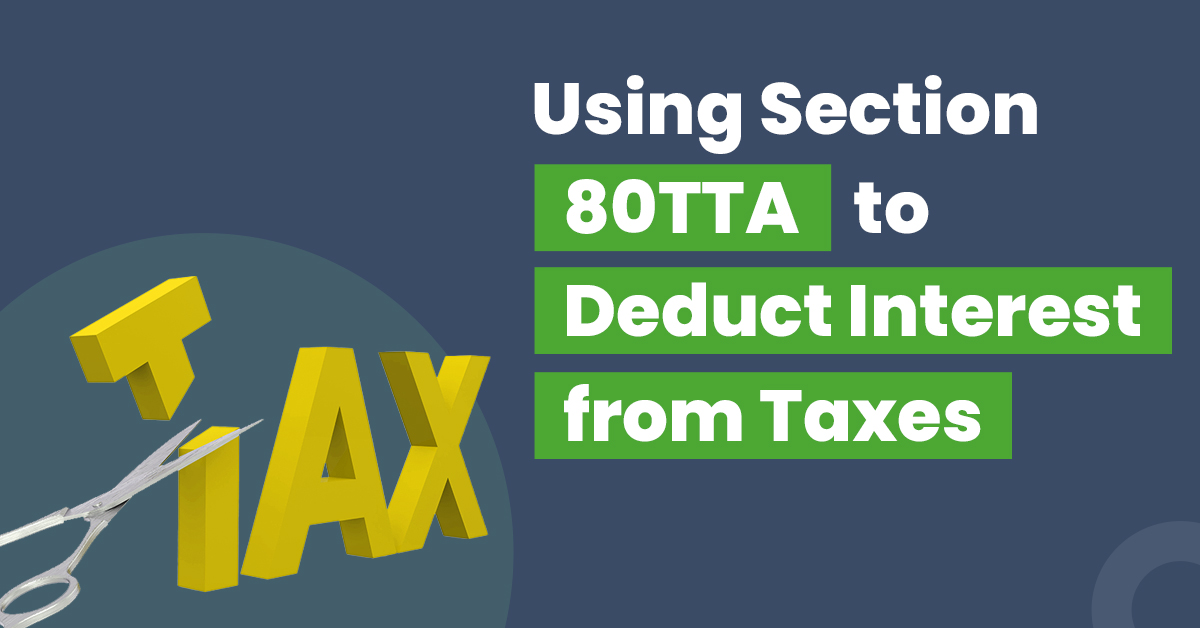 Using Section
80TTA to
Deduct Interest
from Taxes
TAX